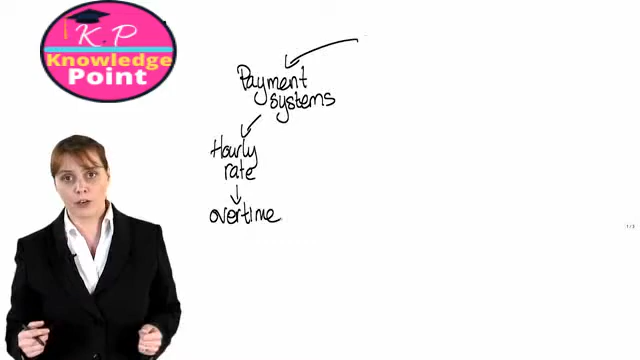 K.P
Knowledge
Point
Payment
systems
Hourly
rate
overtime